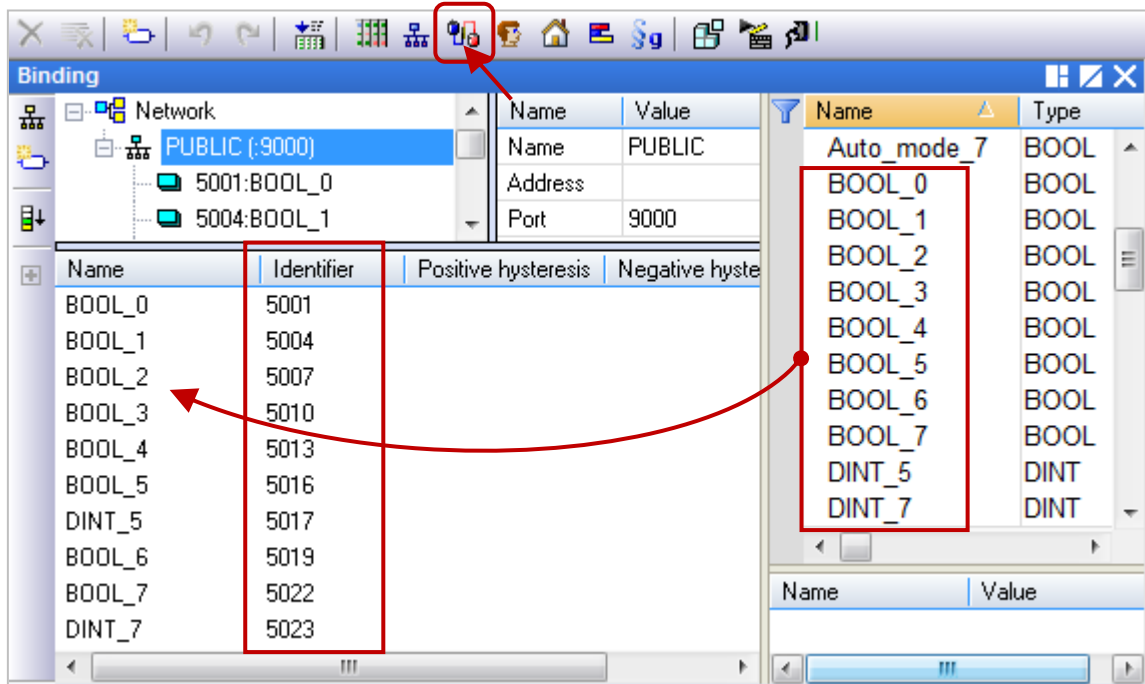 Binding
Network
PUBLIC (:9000)
5001:BOOL_0
5004:BOOL_1
Name Value
Name PUBLIC
Address
Port 9000
Name Identifier Positive hysteresis Negative hyste
BOOL_0 5001
BOOL_1 5004
BOOL_2 5007
BOOL_3 5010
BOOL_4 5013
BOOL_5 5016
DINT_5 5017
BOOL_6 5019
BOOL_7 5022
DINT_7 5023
Name Type
Auto_mode_7 BOOL
BOOL_0 BOOL
BOOL_1 BOOL
BOOL_2 BOOL
BOOL_3 BOOL
BOOL_4 BOOL
BOOL_5 BOOL
BOOL_6 BOOL
BOOL_7 BOOL
DINT_5 DINT
DINT_7 DINT
Name Value